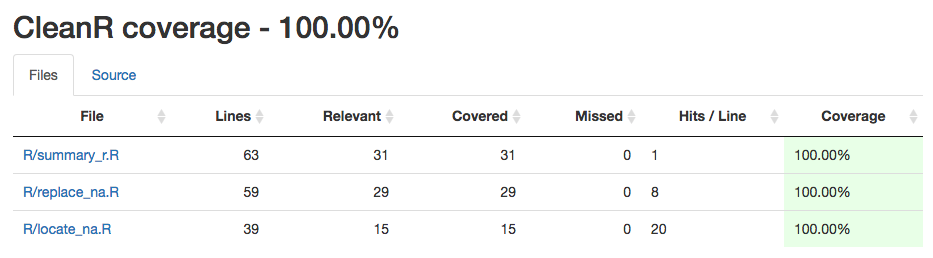 CleanR coverage - 100.00%
Files Source
File Lines Relevant Covered Missed Hits / Line Coverage
R/summary_r.R 63 31 31 0 1 100.00%
R/replace_na.R 59 29 29 0 8 100.00%
R/locate_na.R 39 15 15 0 20 100.00%